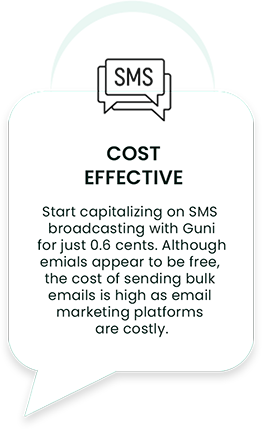 SMS
COST
EFFECTIVE
Start capitalizing on SMS
broadcasting with Guni
for just 0.6 cents. Although
emials appear to be free,
the cost of sending bulk
emails is high as email
marketing platforms
are costly.